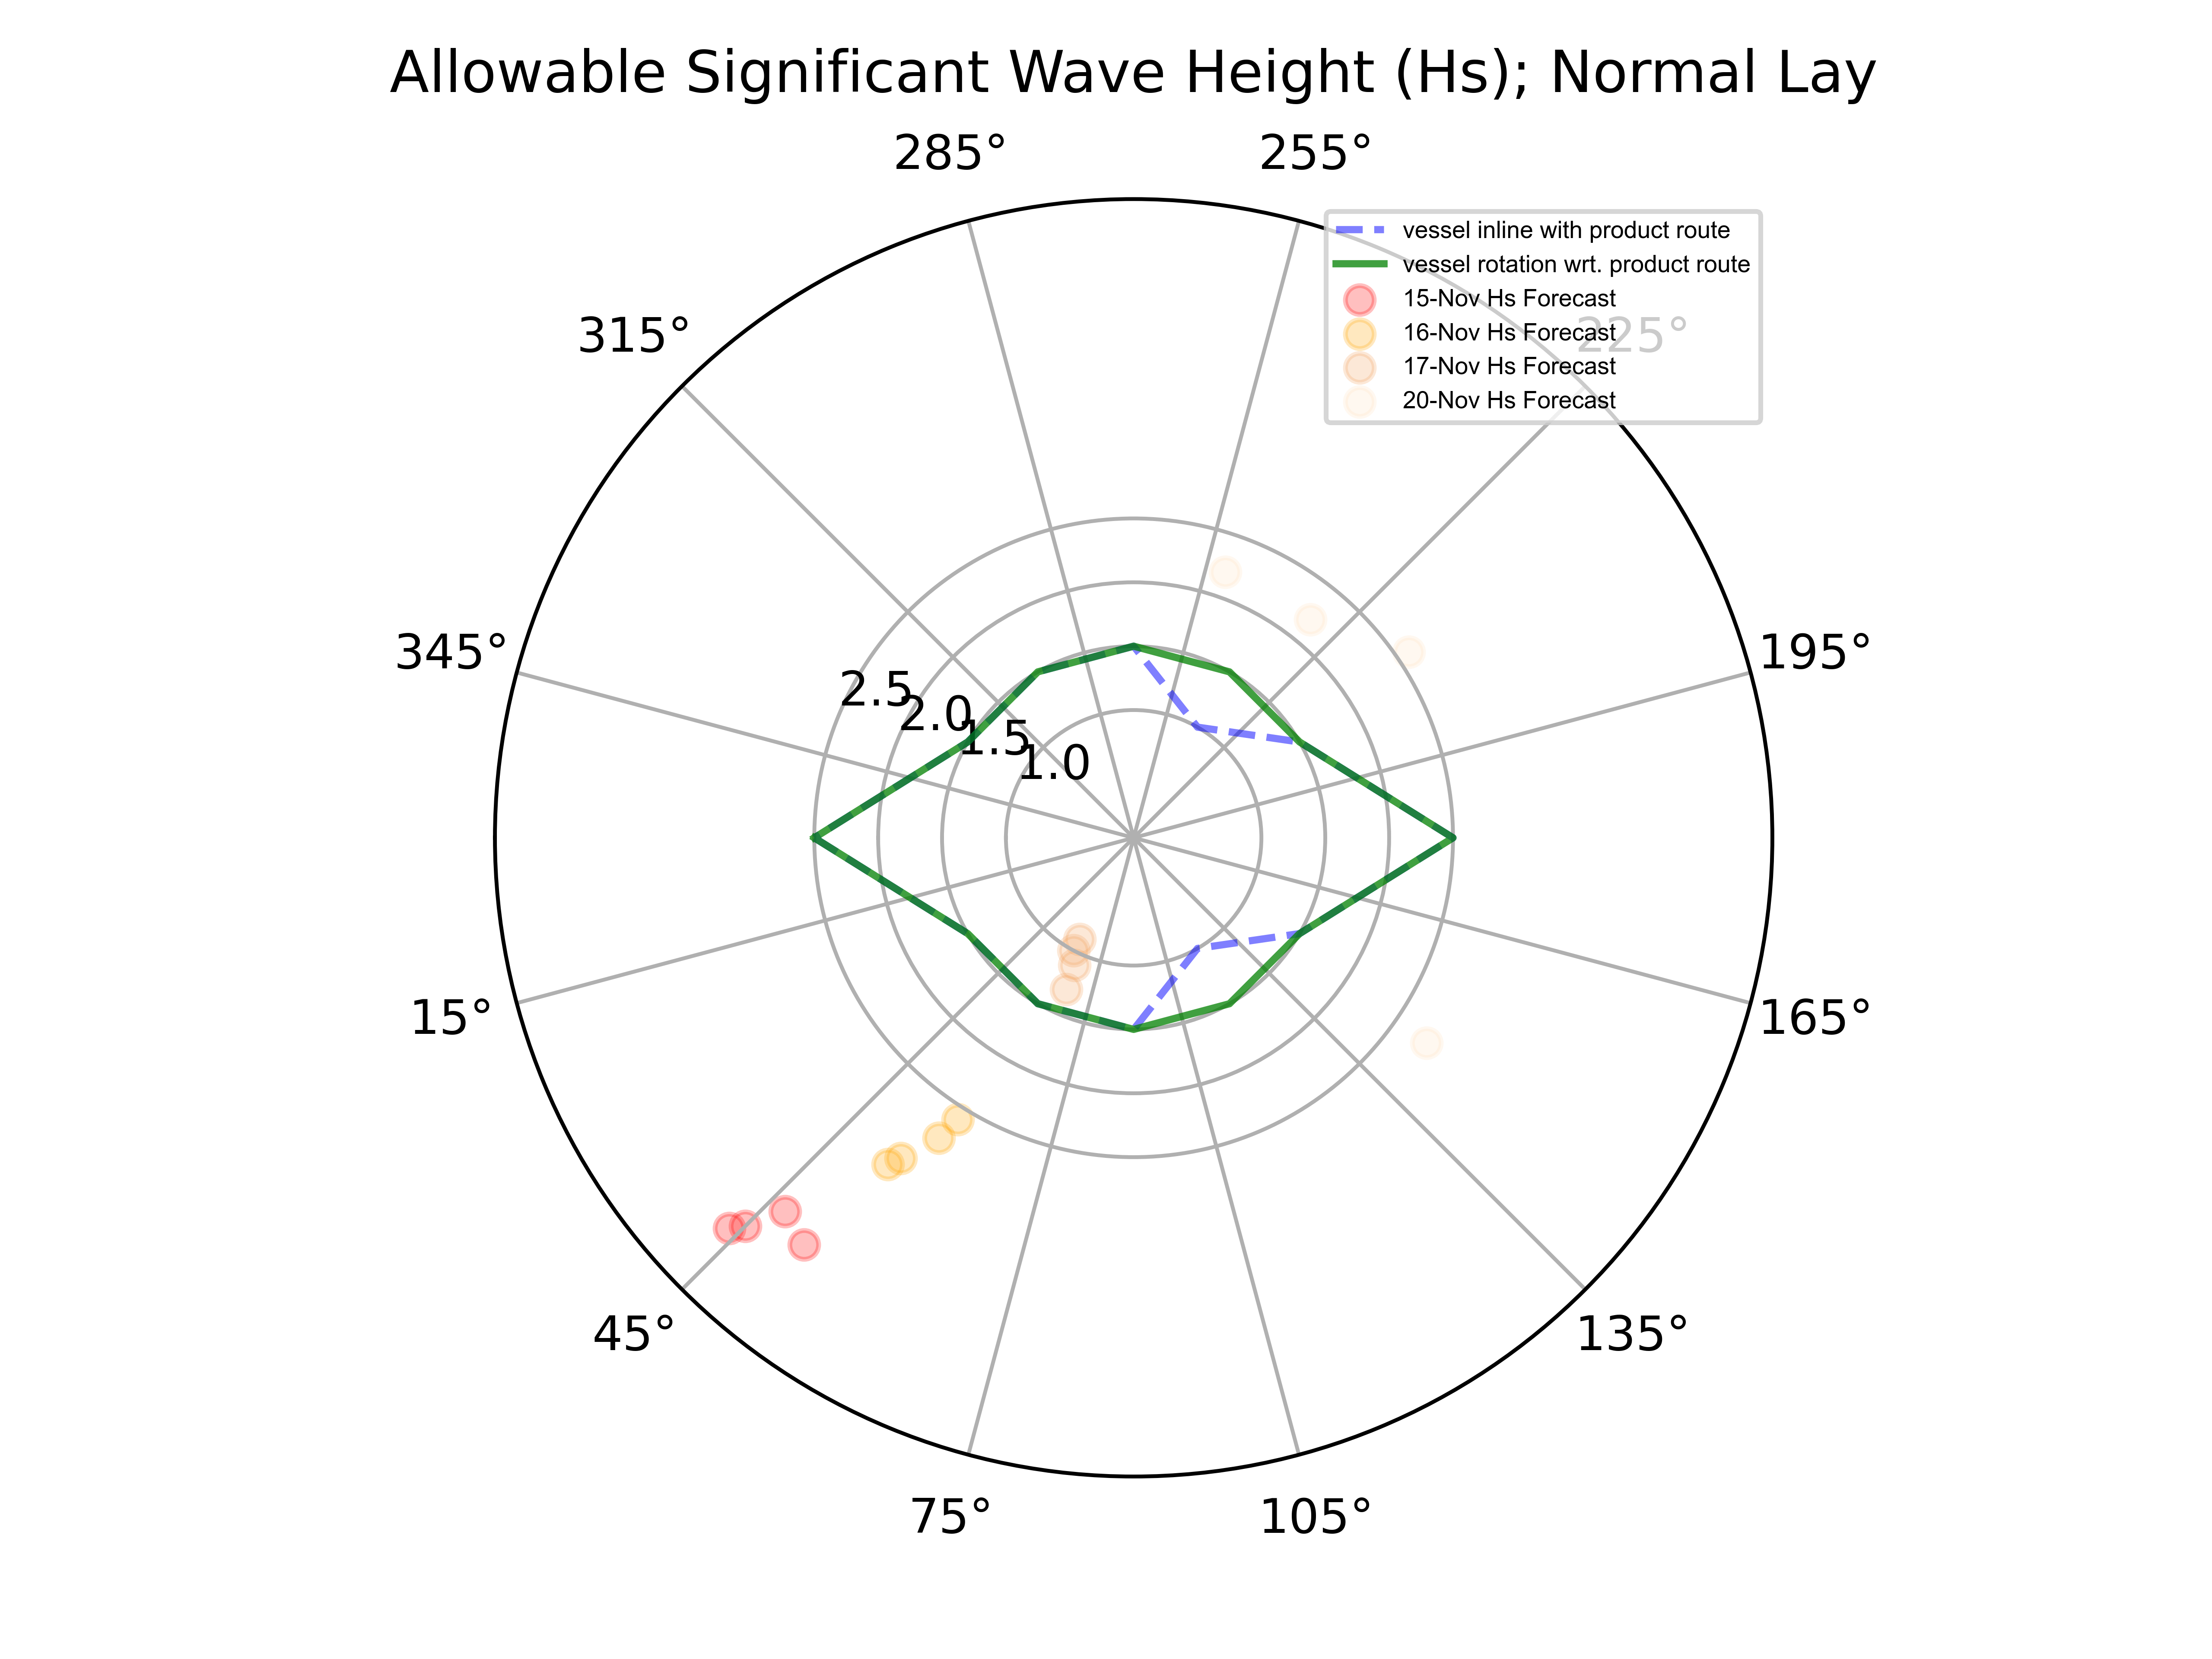 Allowable Significant Wave Height (Hs); Normal Lay
285°
255°
vessel inline with product route
vessel rotation wrt. product route
15-Nov Hs Forecast
16-Nov Hs Forecast
17-Nov Hs Forecast
20-Nov Hs Forecast
315°
225°
345°
195°
2.5
2.0
1.5
1.0
15°
165°
45°
135°
75°
105°